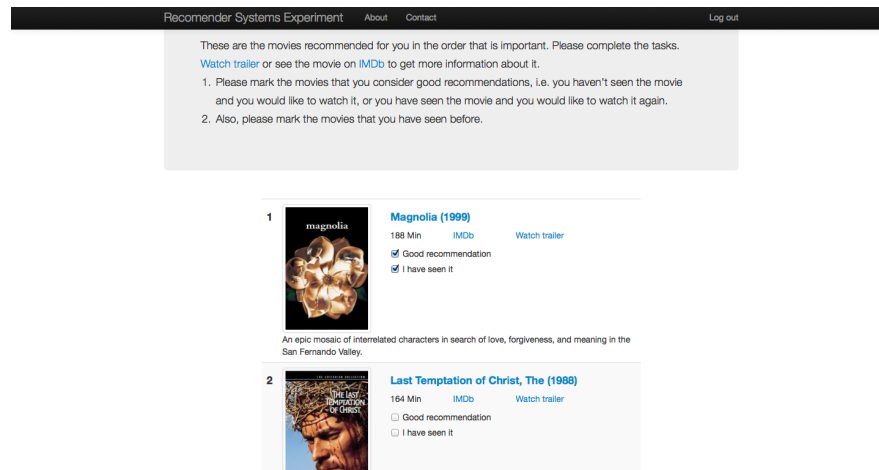 Recomender Systems Experiment About Contact Log out
These are the movies recommended for you in the order that is important. Please complete the tasks.
Watch trailer or see the movie on IMDb to get more information about it.
1. Please mark the movies that you consider good recommendations, i.e. you haven't seen the movie
and you would like to watch it, or you have seen the movie and you would like to watch it again.
2. Also, please mark the movies that you have seen before.
1
magnolia
Magnolia (1999)
188 Min IMDb Watch trailer
Good recommendation
I have seen it
An epic mosaic of interrelated characters in search of love, forgiveness, and meaning in the
San Fernando Valley.
2
THE CRITERION COLLECTION
THE LAST
TEMPTATION
OF CHRIST
Last Temptation of Christ, The (1988)
164 Min IMDb Watch trailer
Good recommendation
I have seen it